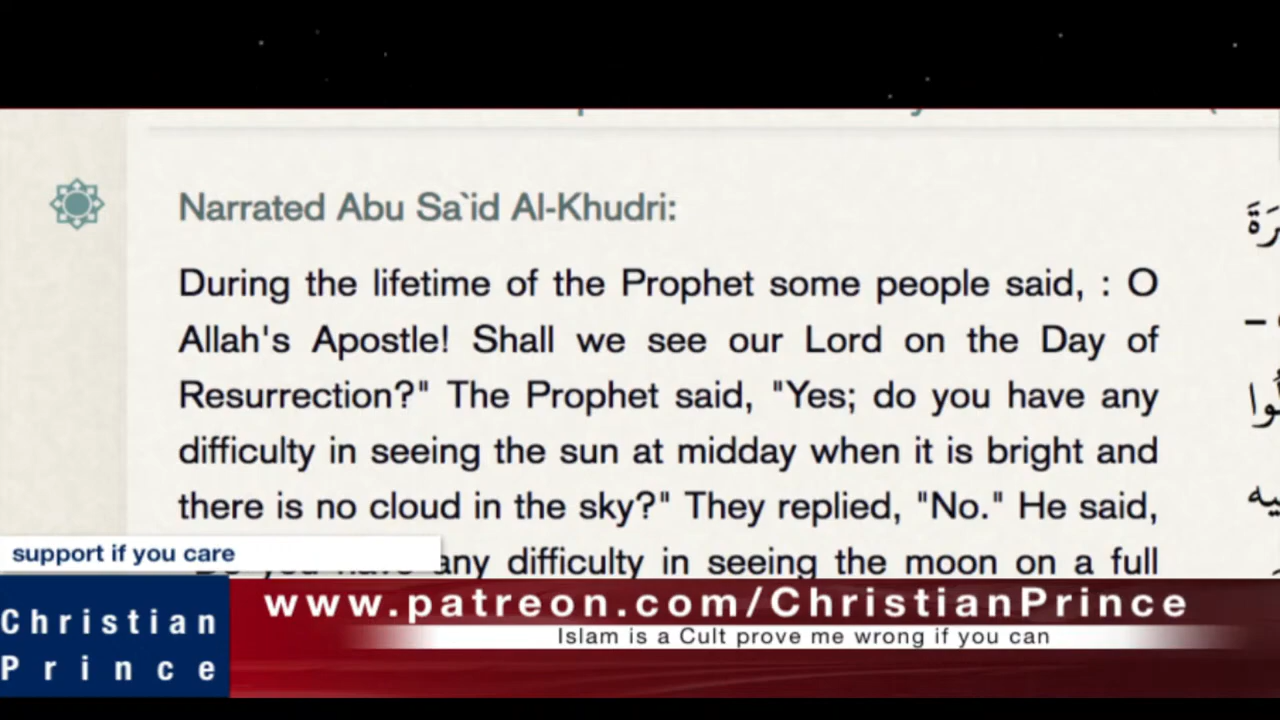 Narrated Abu Sa`id Al-Khudri:
During the lifetime of the Prophet some people said, : O
Allah's Apostle! Shall we see our Lord on the Day of
Resurrection?" The Prophet said, "Yes; do you have any
difficulty in seeing the sun at midday when it is bright and
there is no cloud in the sky?" They replied, "No." He said,
any difficulty in seeing the moon on a full
support if you care
Christian
Prince
www.patreon.com/ChristianPrince
Islam is a Cult prove me wrong if you can